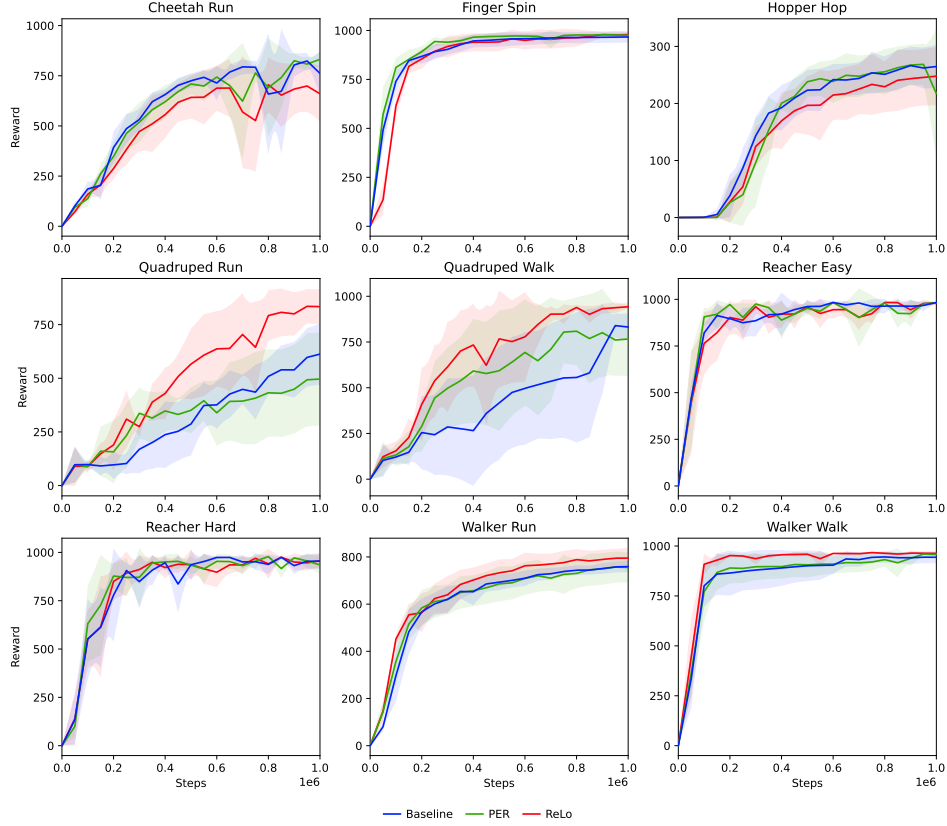 Cheetah Run
Finger Spin
Hopper Hop
1000
750
500
250
0
Reward
0.0 0.2 0.4 0.6 0.8 1.0
1000
750
500
250
0
0.0 0.2 0.4 0.6 0.8 1.0
300
200
100
0
0.0 0.2 0.4 0.6 0.8 1.0
Quadruped Run
Quadruped Walk
Reacher Easy
750
500
250
0
Reward
0.0 0.2 0.4 0.6 0.8 1.0
1000
750
500
250
0
0.0 0.2 0.4 0.6 0.8 1.0
1000
750
500
250
0
0.0 0.2 0.4 0.6 0.8 1.0
Reacher Hard
Walker Run
Walker Walk
1000
750
500
250
0
Reward
0.0 0.2 0.4 0.6 0.8 1.0
Steps
1e6
800
600
400
200
0
0.0 0.2 0.4 0.6 0.8 1.0
Steps
1e6
1000
750
500
250
0
0.0 0.2 0.4 0.6 0.8 1.0
Steps
1e6
Baseline PER ReLo